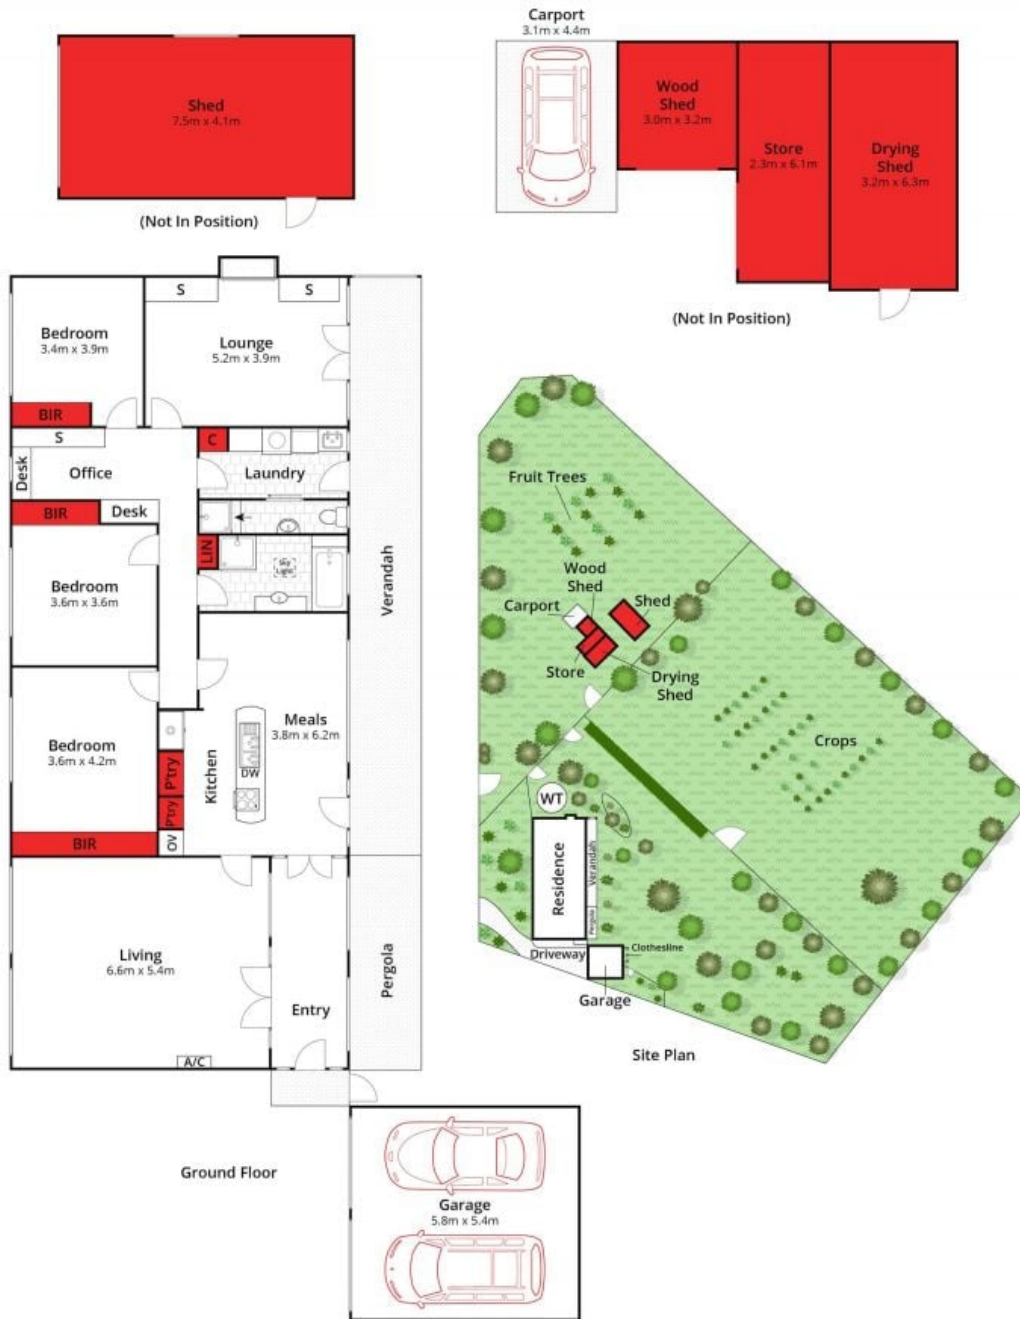 Carport
3.1m x 4.4m
Shed
7.5m x 4.1m
Wood
Shed
3.0m x 3.2m
Store
2.3m x 6.1m
Drying
Shed
3.2m x 6.3m
(Not In Position)
(Not In Position)
S
S
Bedroom
3.4m x 3.9m
Lounge
5.2m x 3.9m
BIR
S
C
Desk
Office
Laundry
BIR
Desk
LIN
Sky
Light
Bedroom
3.6m x 3.6m
Verandah
Bedroom
3.6m x 4.2m
Meals
3.8m x 6.2m
Kitchen
DW
P'try
P'try
OV
BIR
Living
6.6m x 5.4m
Entry
Pergola
A/C
Ground Floor
Garage
5.8m x 5.4m
Fruit Trees
Wood
Shed
Carport
Shed
Store
Drying
Shed
Crops
WT
Residence
Verandah
Pergola
Driveway
Clothesline
Garage
Site Plan